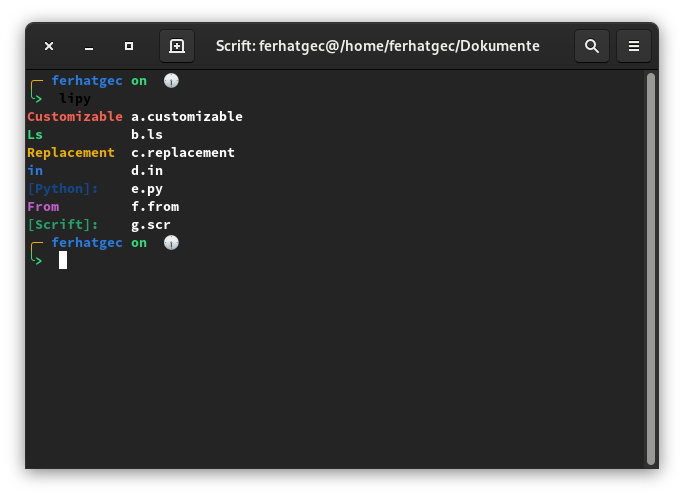 Scrift: ferhatgec@/home/ferhatgec/Dokumente
ferhatgec on
> lipy
Customizable a.customizable
Ls b.ls
Replacement c.replacement
in d.in
[Python]: e.py
From f.from
[Scrift]: g.scr
ferhatgec on
>